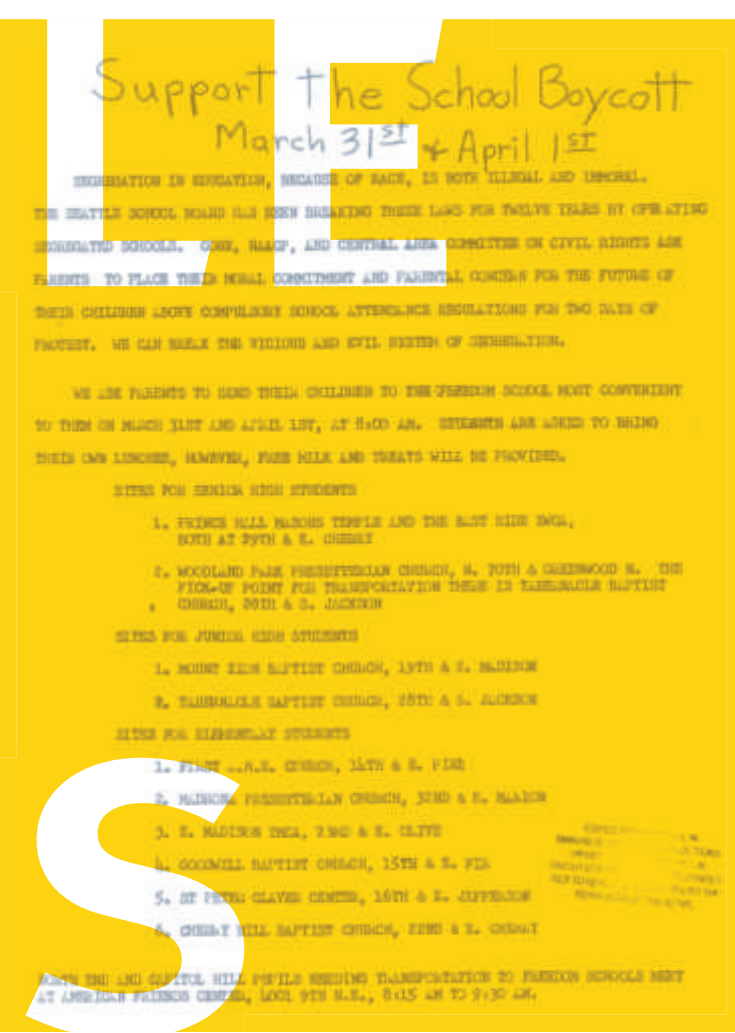 LE
Support the School Boycott
March 31st & April 1st
SEGREGATION IN EDUCATION, BECAUSE OF RACE, IS BOTH ILLEGAL AND IMMORAL.
THE SEATTLE SCHOOL BOARD HAS BEEN BREAKING THESE LAWS FOR TWELVE YEARS BY OPERATING
SEGREGATED SCHOOLS. CORE, NAACP, AND CENTRAL AREA COMMITTEE ON CIVIL RIGHTS ASK
PARENTS TO PLACE THEIR MORAL COMMITMENT AND PARENTAL CONCERN FOR THE FUTURE OF
THEIR CHILDREN ABOVE COMPULSORY SCHOOL ATTENDANCE REGULATIONS FOR TWO DAYS OF
PROTEST. WE CAN BREAK THE VICIOUS AND EVIL SYSTEM OF SEGREGATION.
WE ASK PARENTS TO SEND THEIR CHILDREN TO THE FREEDOM SCHOOL MOST CONVENIENT
TO THEM ON MARCH 31ST AND APRIL 1ST, AT 8:00 AM. STUDENTS ARE ASKED TO BRING
THEIR OWN LUNCHES, HOWEVER, FREE MILK AND TREATS WILL BE PROVIDED.
SITES FOR SENIOR HIGH STUDENTS
1. PRINCE HALL MASONS TEMPLE AND THE EAST SIDE YWCA,
BOTH AT 29TH & E. CHERRY
2. WOODLAND PARK PRESBYTERIAN CHURCH, N. 70TH & GREENWOOD N. THE
PICK-UP POINT FOR TRANSPORTATION THERE IS TABERNACLE BAPTIST
CHURCH, 28TH & S. JACKSON
SITES FOR JUNIOR HIGH STUDENTS
1. MOUNT ZION BAPTIST CHURCH, 19TH & E. MADISON
2. TABERNACLE BAPTIST CHURCH, 28TH & S. JACKSON
SITES FOR ELEMENTARY STUDENTS
1. FIRST A.M.E. CHURCH, 14TH & E. PINE
2. MADRONA PRESBYTERIAN CHURCH, 32ND & E. MARION
3. E. MADISON YMCA, 23RD & E. OLIVE
4. GOODWILL BAPTIST CHURCH, 15TH & E.
5. ST PETER CLAVER CENTER, 16TH & E. JEFFERSON
6. CHERRY HILL BAPTIST CHURCH, 22ND & E. CHERRY
NORTH END AND CAPITOL HILL PUPILS NEEDING TRANSPORTATION TO FREEDOM SCHOOLS MEET
AT AMERICAN FRIENDS CENTER, 4001 9TH N.E., 8:15 AM TO 9:30 AM.
S